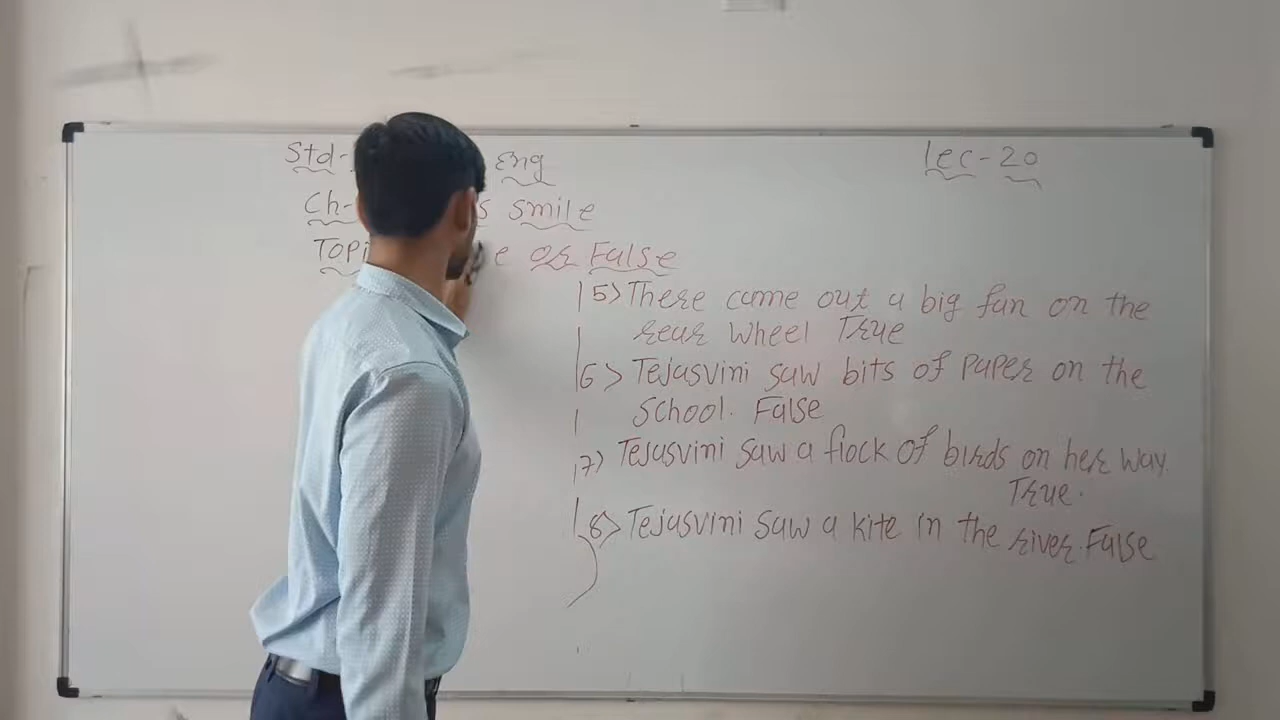 Std- Eng
Lec-20
Ch- s smile
Topi e or False
5> There came out a big fan on the
rear wheel True
6> Tejasvini saw bits of paper on the
school. False
7) Tejasvini saw a flock of birds on her way.
True.
8> Tejasvini saw a kite in the river. False